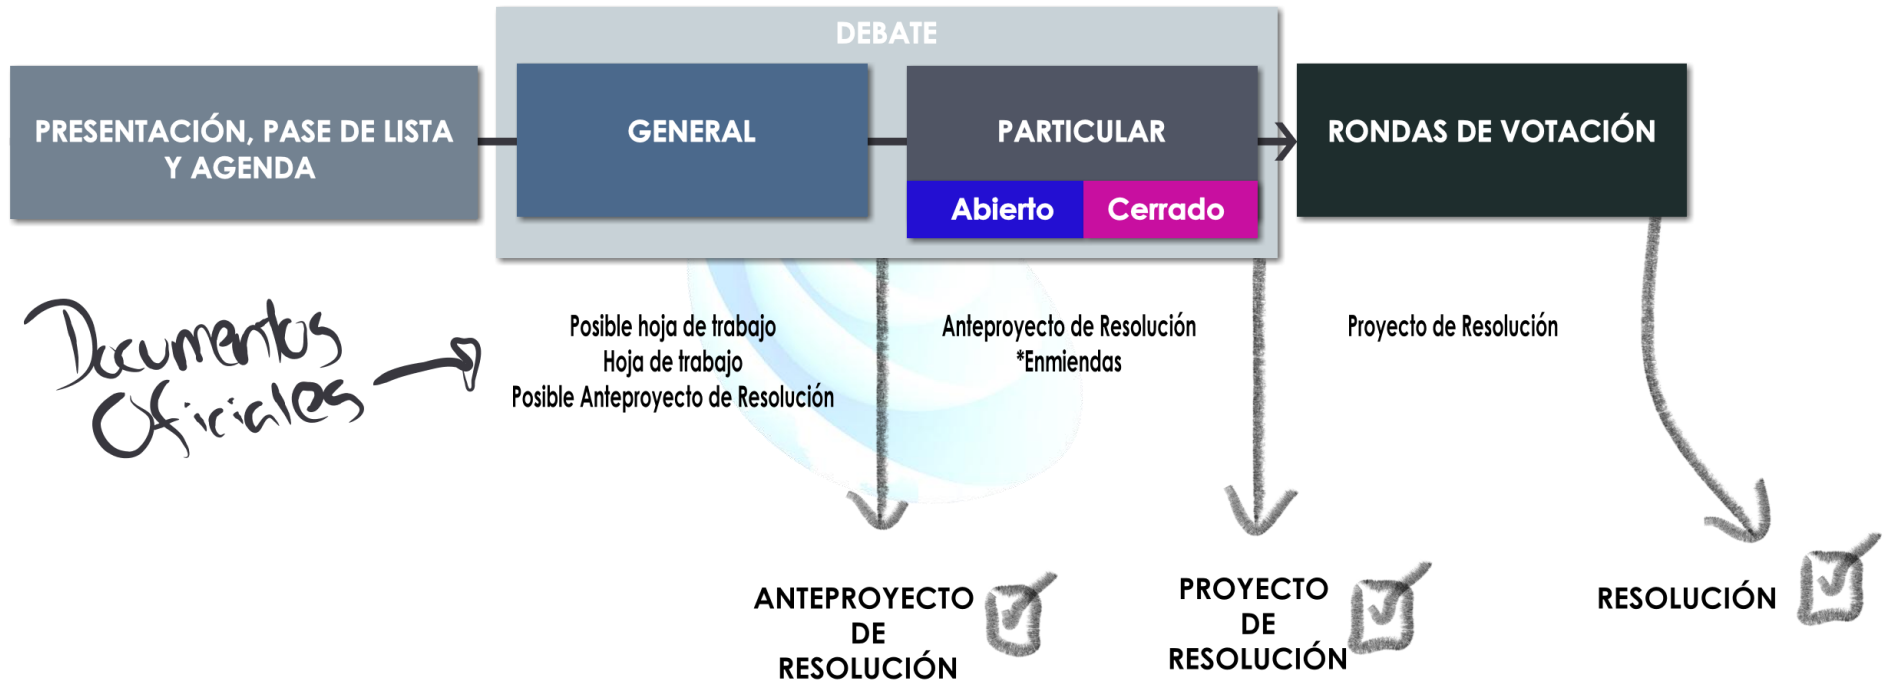 DEBATE
PRESENTACIÓN, PASE DE LISTA
Y AGENDA
GENERAL
PARTICULAR
Abierto
Cerrado
RONDAS DE VOTACIÓN
Documentos
Oficiales
Posible hoja de trabajo
Hoja de trabajo
Posible Anteproyecto de Resolución
Anteproyecto de Resolución
*Enmiendas
Proyecto de Resolución
ANTEPROYECTO
DE
RESOLUCIÓN
PROYECTO
DE
RESOLUCIÓN
RESOLUCIÓN